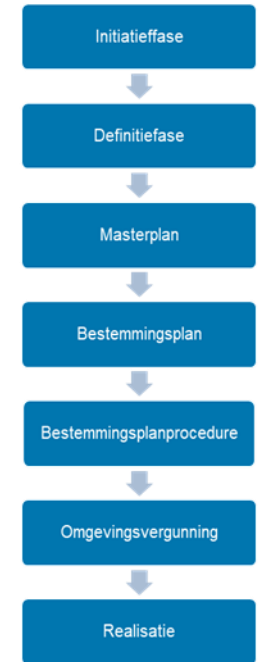 Initiatieffase
Definitiefase
Masterplan
Bestemmingsplan
Bestemmingsplanprocedure
Omgevingsvergunning
Realisatie